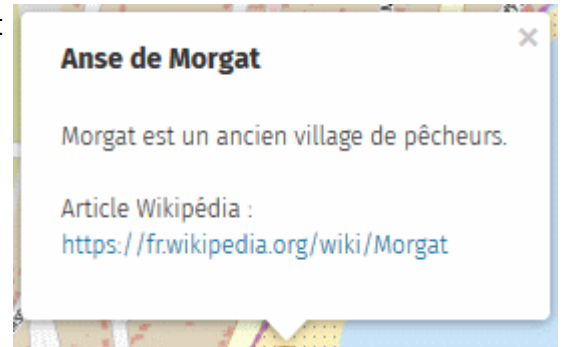 Anse de Morgat
×
Morgat est un ancien village de pêcheurs.
Article Wikipédia :
https://fr.wikipedia.org/wiki/Morgat